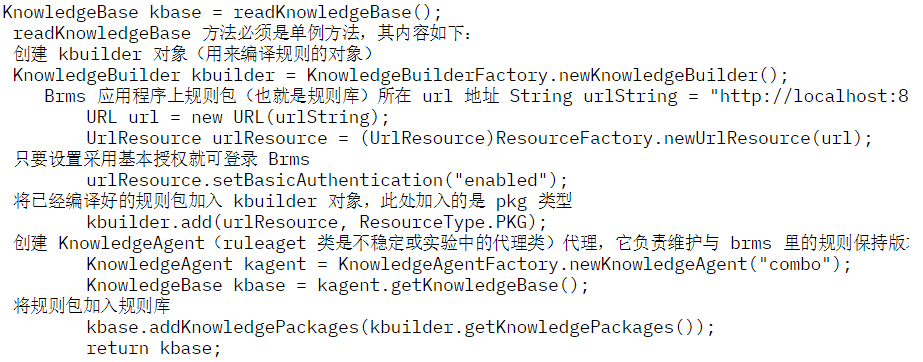 KnowledgeBase kbase = readKnowledgeBase();
readKnowledgeBase 方法必须是单例方法，其内容如下：
创建 kbuilder 对象（用来编译规则的对象）
KnowledgeBuilder kbuilder = KnowledgeBuilderFactory.newKnowledgeBuilder();
Brms 应用程序上规则包（也就是规则库）所在 url 地址 String urlString = "http://localhost:8
URL url = new URL(urlString);
UrlResource urlResource = (UrlResource)ResourceFactory.newUrlResource(url);
只要设置采用基本授权就可登录 Brms
urlResource.setBasicAuthentication("enabled");
将已经编译好的规则包加入 kbuilder 对象，此处加入的是 pkg 类型
kbuilder.add(urlResource, ResourceType.PKG);
创建 KnowledgeAgent（ruleaget 类是不稳定或实验中的代理类）代理，它负责维护与 brms 里的规则保持版
KnowledgeAgent kagent = KnowledgeAgentFactory.newKnowledgeAgent("combo");
KnowledgeBase kbase = kagent.getKnowledgeBase();
将规则包加入规则库
kbase.addKnowledgePackages(kbuilder.getKnowledgePackages());
return kbase;